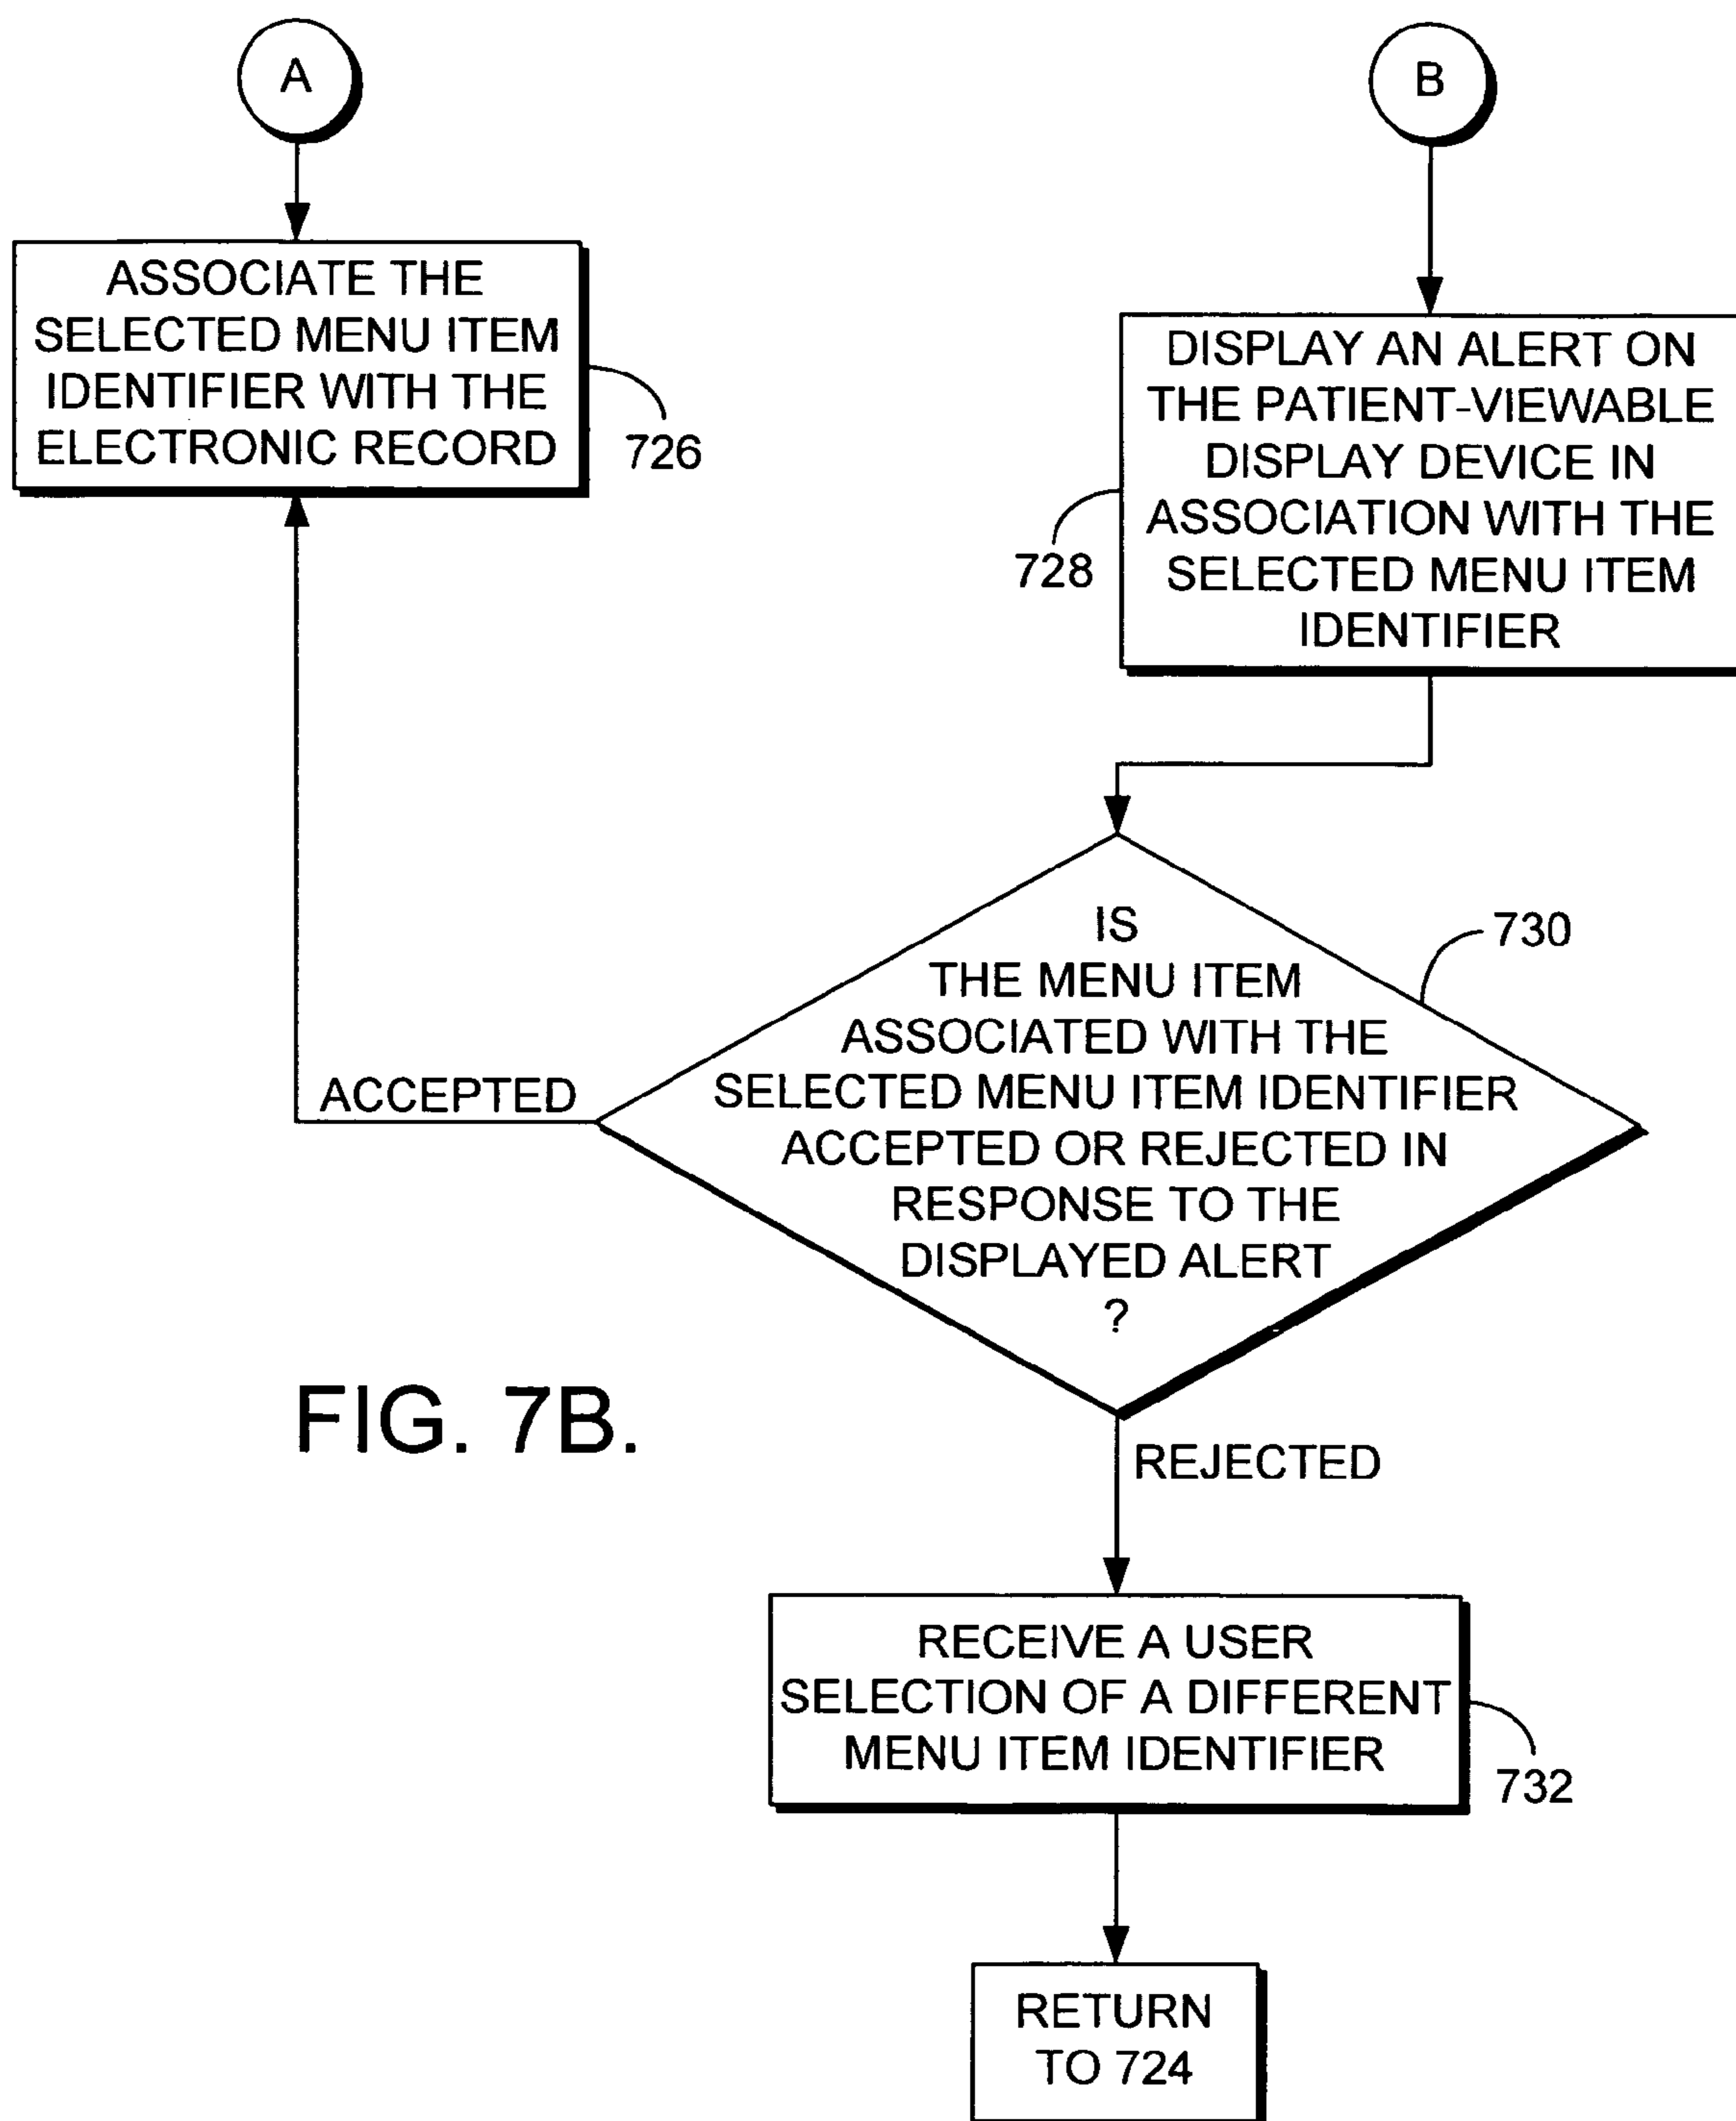 A
B
ASSOCIATE THE
SELECTED MENU ITEM
IDENTIFIER WITH THE
ELECTRONIC RECORD
726
DISPLAY AN ALERT ON
THE PATIENT-VIEWABLE
DISPLAY DEVICE IN
ASSOCIATION WITH THE
SELECTED MENU ITEM
IDENTIFIER
728
IS
THE MENU ITEM
ASSOCIATED WITH THE
SELECTED MENU ITEM IDENTIFIER
ACCEPTED OR REJECTED IN
RESPONSE TO THE
DISPLAYED ALERT
?
730
ACCEPTED
FIG. 7B.
REJECTED
RECEIVE A USER
SELECTION OF A DIFFERENT
MENU ITEM IDENTIFIER
732
RETURN
TO 724